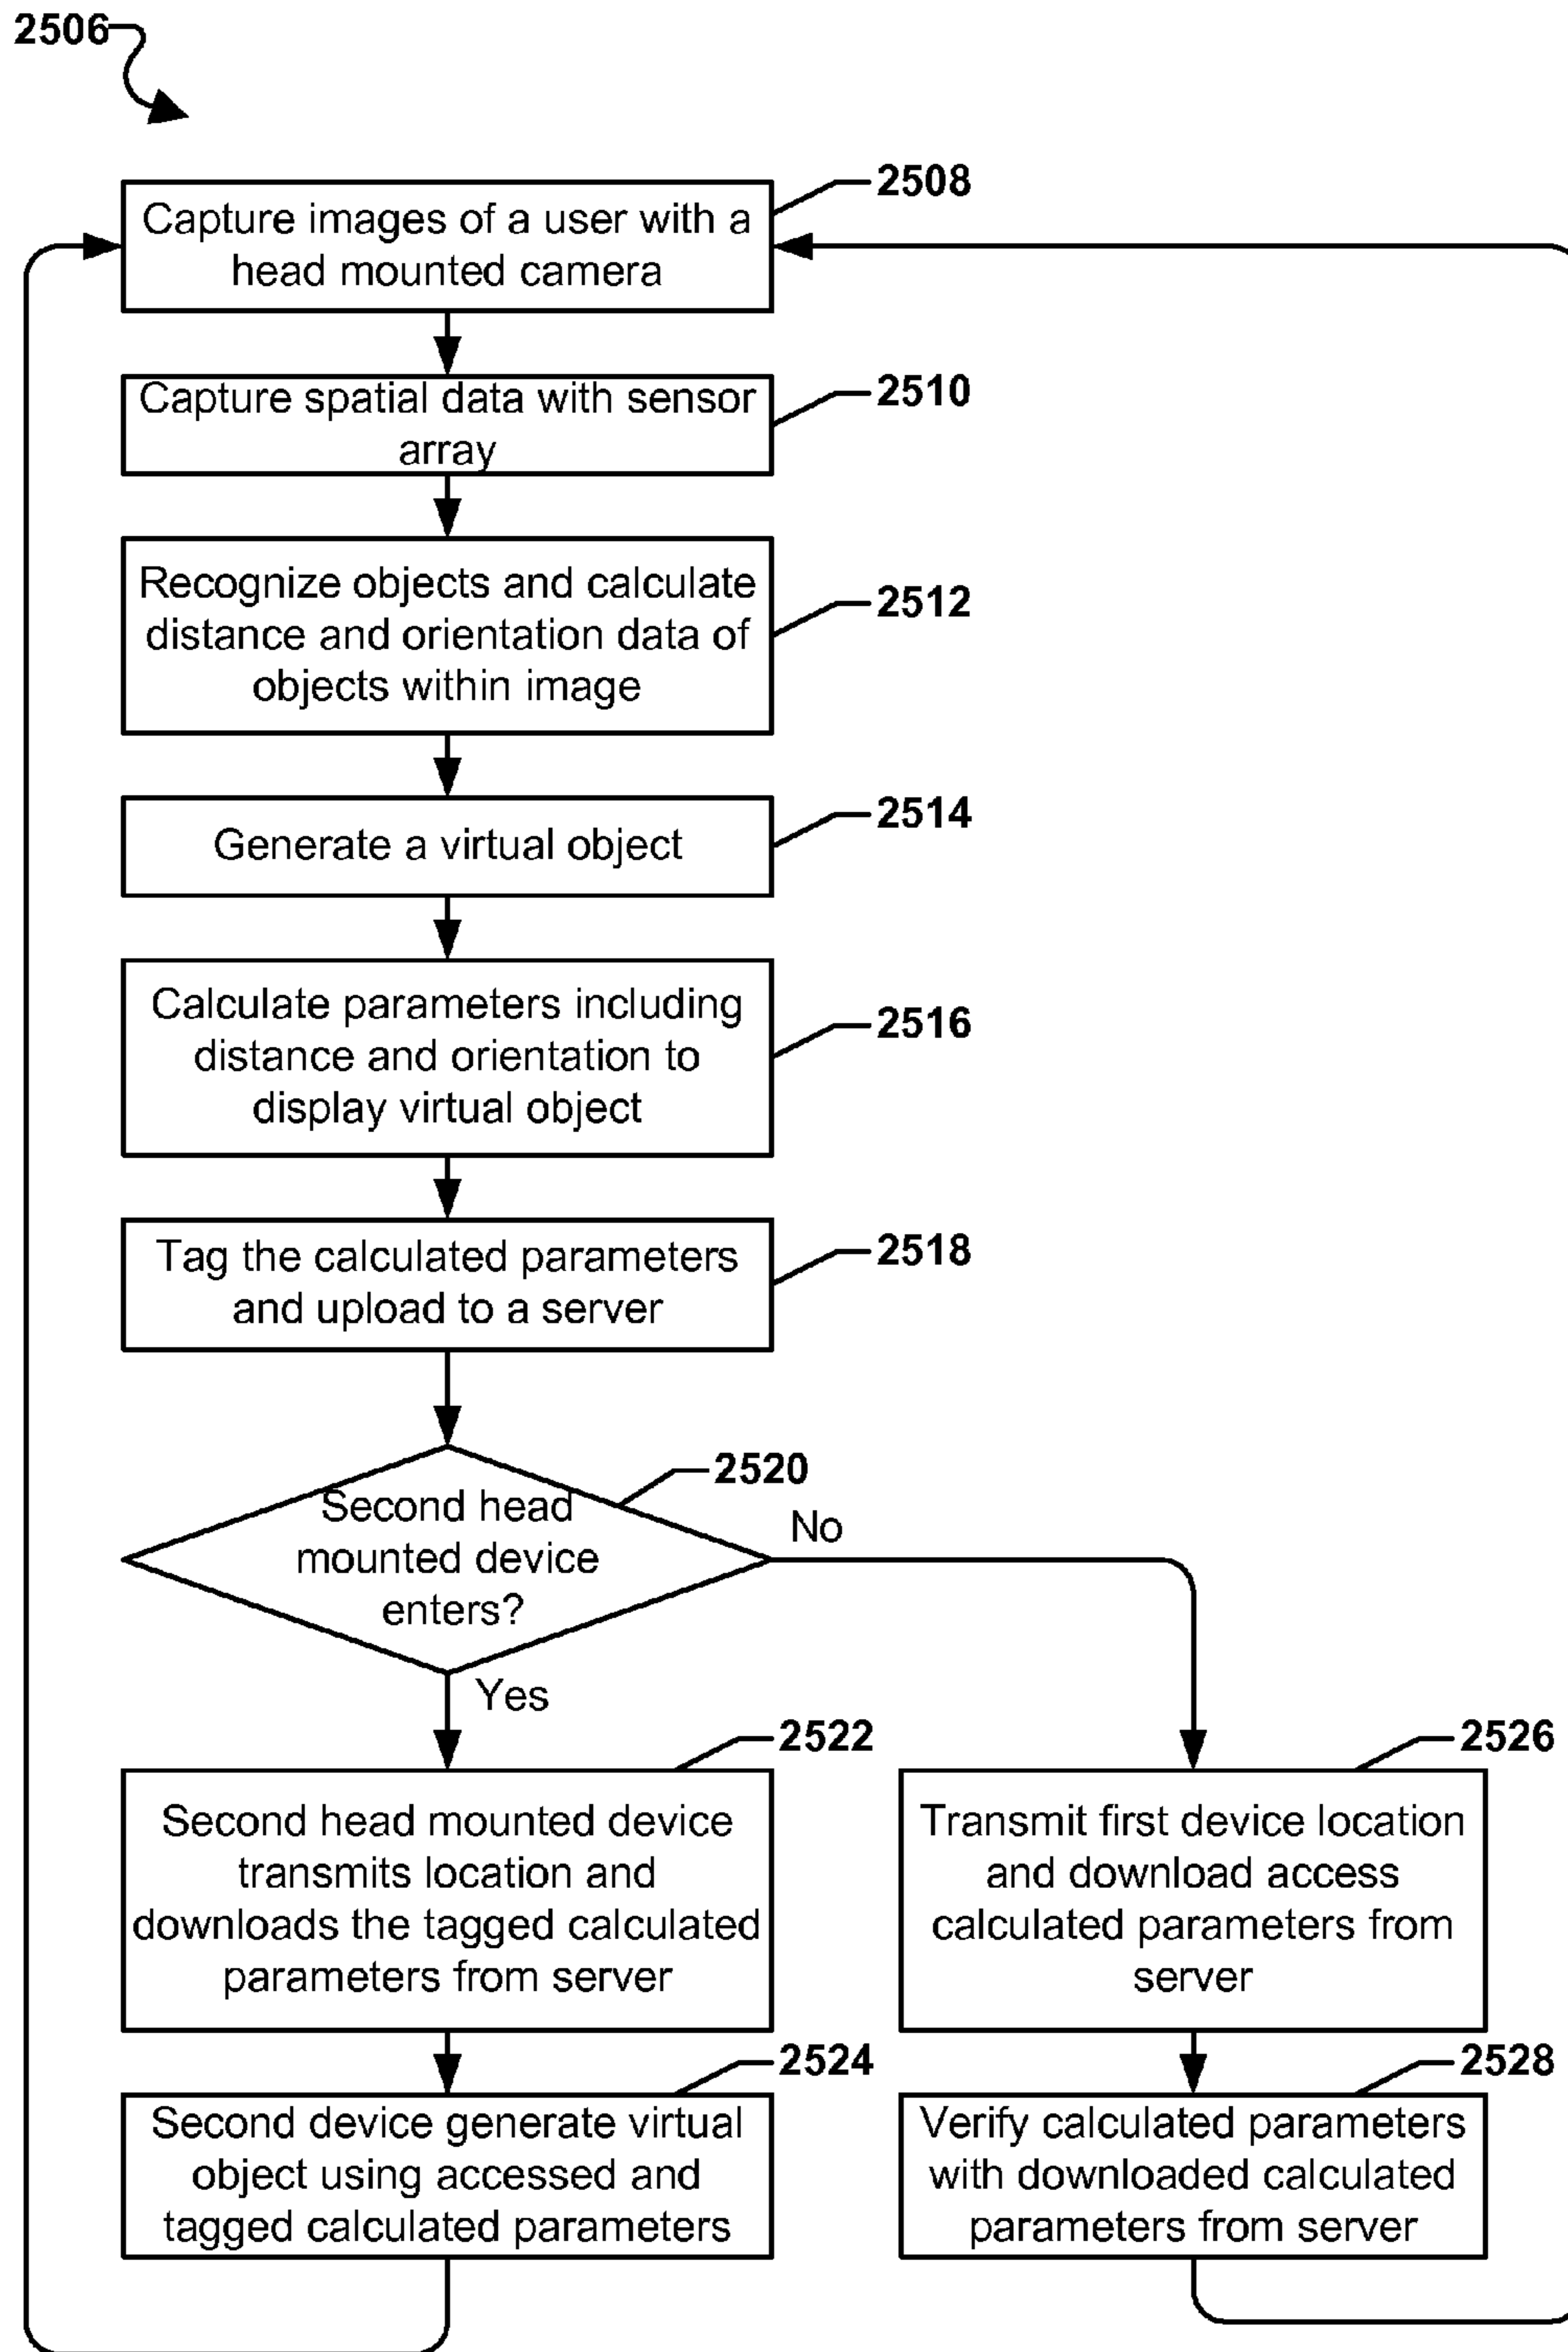 2506
2508
Capture images of a user with a
head mounted camera
2510
Capture spatial data with sensor
array
2512
Recognize objects and calculate
distance and orientation data of
objects within image
2514
Generate a virtual object
2516
Calculate parameters including
distance and orientation to
display virtual object
2518
Tag the calculated parameters
and upload to a server
2520
Second head
mounted device
enters?
No
Yes
2522
Second head mounted device
transmits location and
downloads the tagged calculated
parameters from server
2526
Transmit first device location
and download access
calculated parameters from
server
2524
Second device generate virtual
object using accessed and
tagged calculated parameters
2528
Verify calculated parameters
with downloaded calculated
parameters from server